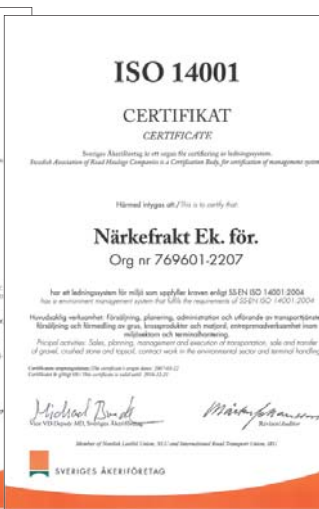 ISO 14001
CERTIFIKAT
CERTIFICATE
Sveriges Åkeriföretag är ett organ för certifiering av ledningssystem.
Swedish Association of Road Haulage Companies is a Certification Body for certification of management systems
Härmed intygas att:/This is to certify that:
Närkefrakt Ek. för.
Org nr 769601-2207
har ett ledningssystem för miljö som uppfyller kraven enligt SS-EN ISO 14001:2004
has a environment management system that fulfils the requirements of SS-EN ISO 14001:2004
Huvudsaklig verksamhet: Försäljning, planering, administration och utförande av transporttjänster
försäljning och förmedling av grus, krossprodukter och matjord, entreprenadverksamhet inom
miljösektorn och terminalhantering.
Pricipal activities: Sales, planning, management and execution of transportation, sale and transfer
of gravel, crushed stone and topsoil, contract work in the environmental sector and terminal handling
Vice VD/Deputy MD, Sveriges Åkeriföretag
Revisor/Auditor
SVERIGES ÅKERIFÖRETAG